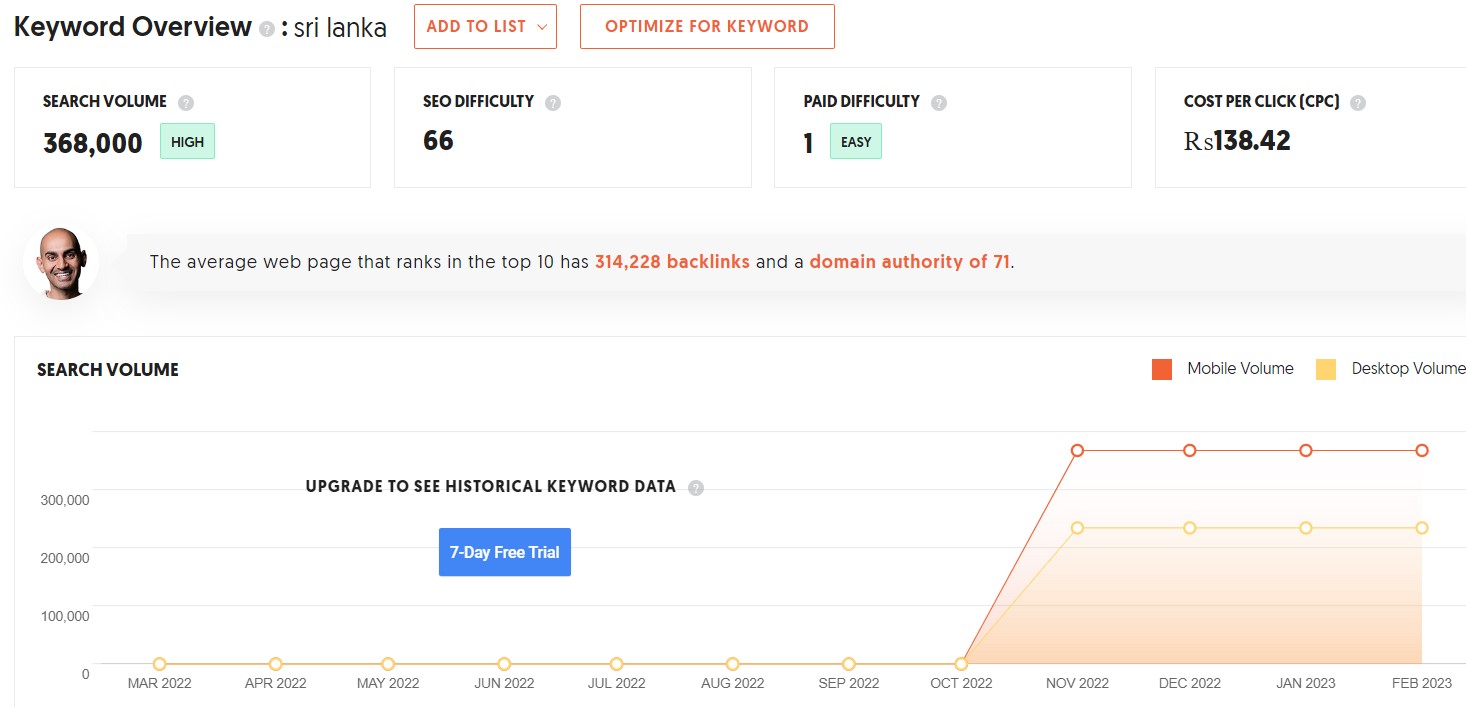 Keyword Overview ? : sri lanka ADD TO LIST OPTIMIZE FOR KEYWORD
SEARCH VOLUME ? SEO DIFFICULTY ? PAID DIFFICULTY ? COST PER CLICK (CPC) ?
368,000 HIGH 66 1 EASY Rs138.42
The average web page that ranks in the top 10 has 314,228 backlinks and a domain authority of 71.
SEARCH VOLUME Mobile Volume Desktop Volume
UPGRADE TO SEE HISTORICAL KEYWORD DATA ?
300,000
7-Day Free Trial
200,000
100,000
0
MAR 2022 APR 2022 MAY 2022 JUN 2022 JUL 2022 AUG 2022 SEP 2022 OCT 2022 NOV 2022 DEC 2022 JAN 2023 FEB 2023